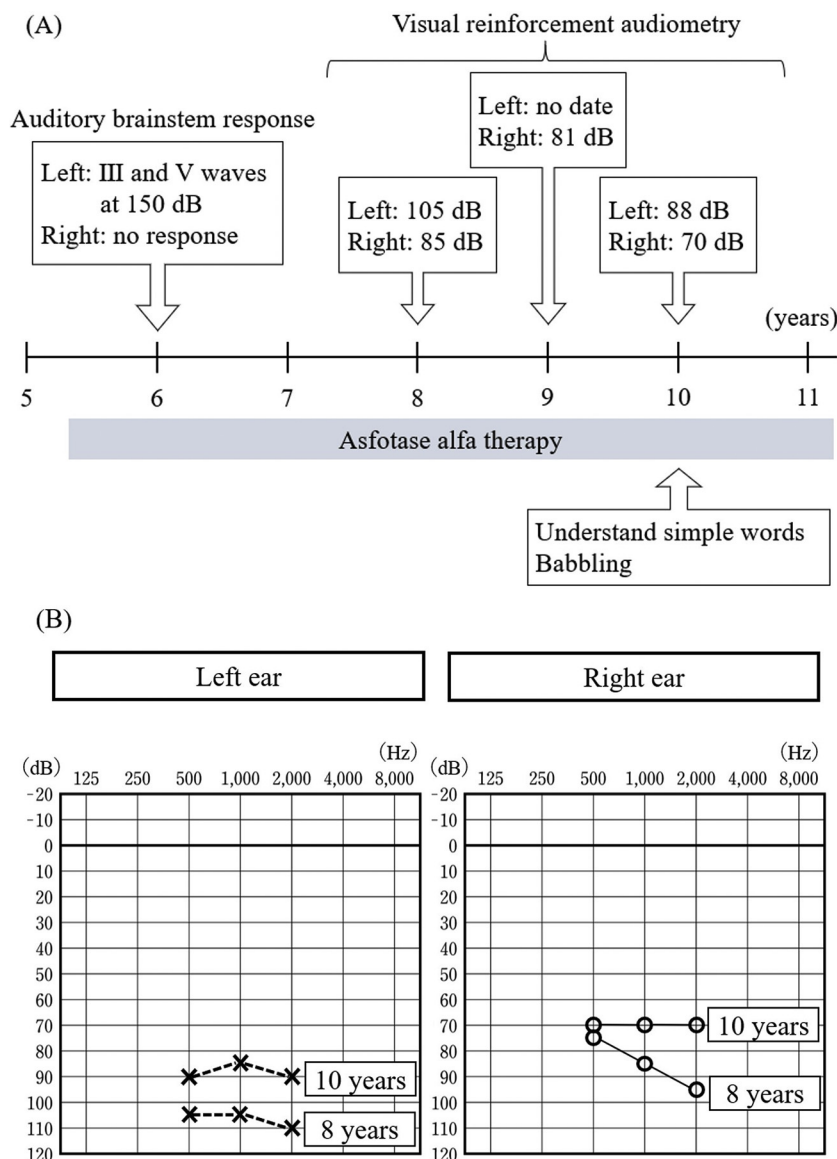 (A)
Visual reinforcement audiometry
Auditory brainstem response
Left: III and V waves
at 150 dB
Right: no response
Left: 105 dB
Right: 85 dB
Left: no date
Right: 81 dB
Left: 88 dB
Right: 70 dB
(years)
5 6 7 8 9 10 11
Asfotase alfa therapy
Understand simple words
Babbling
(B)
Left ear
Right ear
(Hz)
(dB)
125 250 500 1,000 2,000 4,000 8,000
-20
-10
0
10
20
30
40
50
60
70
80
90
100
110
120
10 years
8 years
(Hz)
(dB)
125 250 500 1,000 2,000 4,000 8,000
-20
-10
0
10
20
30
40
50
60
70
80
90
100
110
120
10 years
8 years